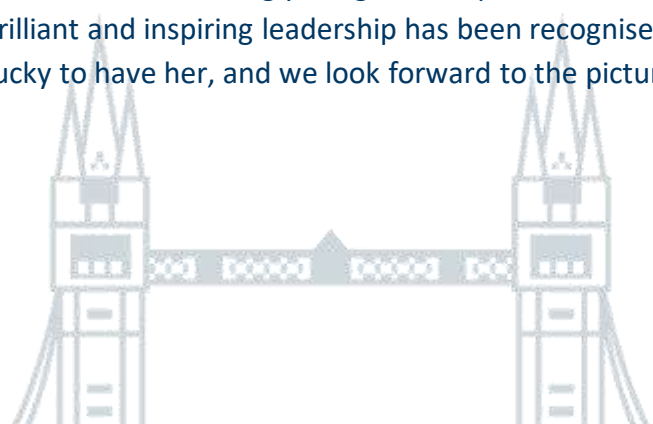 rilliant and inspiring leadership has been recognise
ucky to have her, and we look forward to the pictur